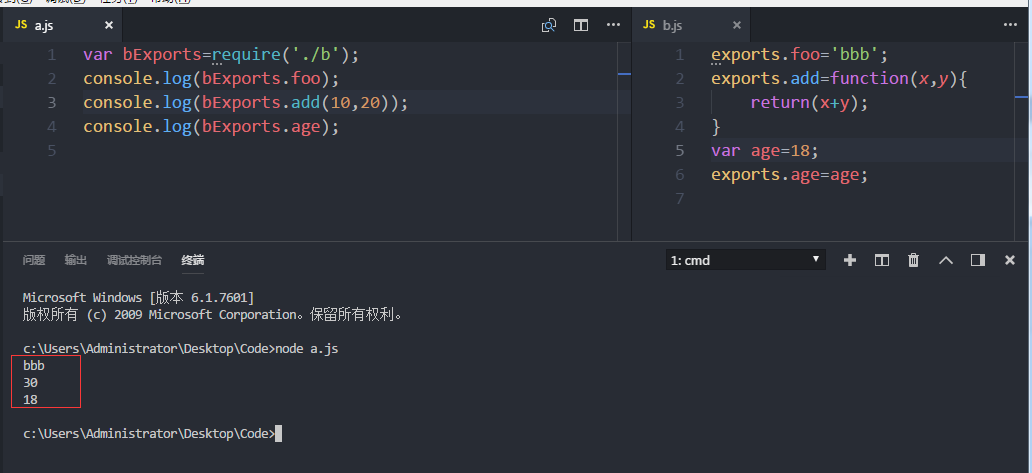 JS a.js ×
1 var bExports=require('./b');
2 console.log(bExports.foo);
3 console.log(bExports.add(10,20));
4 console.log(bExports.age);
5
JS b.js ×
1 exports.foo='bbb';
2 exports.add=function(x,y){
3 return(x+y);
4 }
5 var age=18;
6 exports.age=age;
7
问题 输出 调试控制台 终端 1: cmd
Microsoft Windows [版本 6.1.7601]
版权所有 (c) 2009 Microsoft Corporation。保留所有权利。
c:\Users\Administrator\Desktop\Code>node a.js
bbb
30
18
c:\Users\Administrator\Desktop\Code>